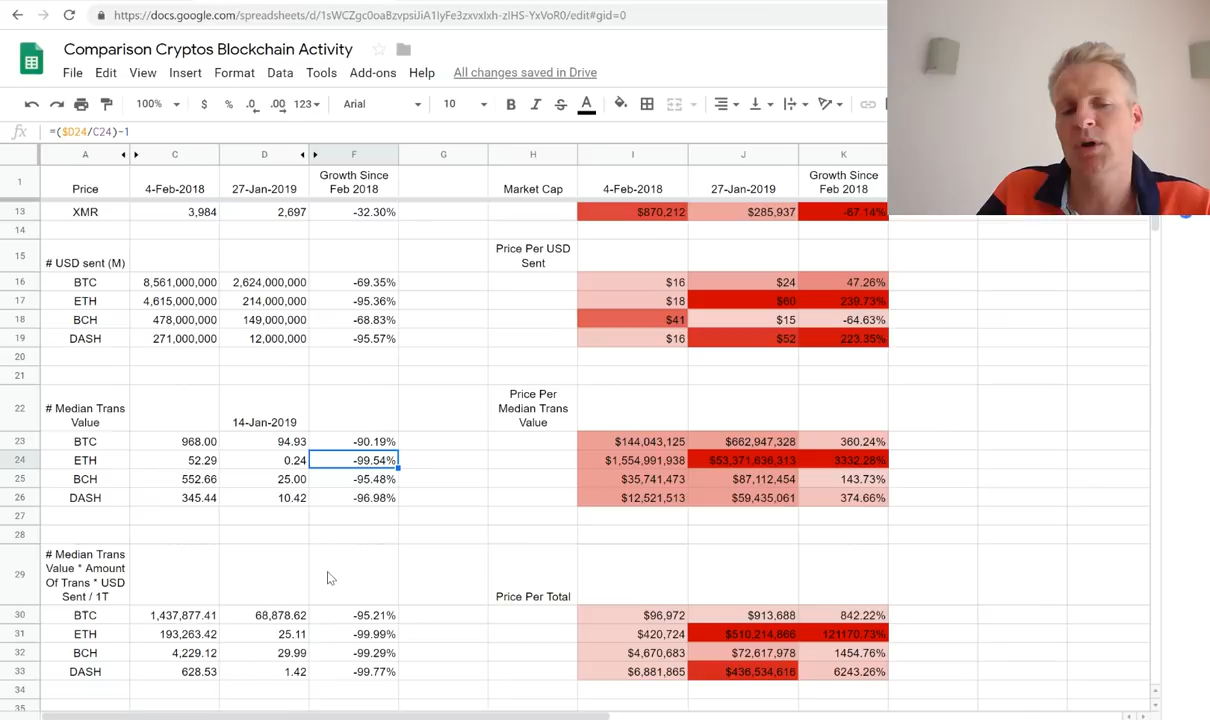 https://docs.google.com/spreadsheets/d/1sWCZgc0oaBzvpsiJiA1IyFe3zxvxIxh-zIHS-YxVoR0/edit#gid=0
Comparison Cryptos Blockchain Activity
File Edit View Insert Format Data Tools Add-ons Help All changes saved in Drive
100% $ % .0 .00 123 Arial 10 B I S A
fx =($D24/C24)-1
A C D F G H I J K
1 Price 4-Feb-2018 27-Jan-2019 Growth Since Feb 2018 Market Cap 4-Feb-2018 27-Jan-2019 Growth Since Feb 2018
13 XMR 3,984 2,697 -32.30% $870,212 $285,937 -67.14%
14
15 # USD sent (M) Price Per USD Sent
16 BTC 8,561,000,000 2,624,000,000 -69.35% $16 $24 47.26%
17 ETH 4,615,000,000 214,000,000 -95.36% $18 $60 239.73%
18 BCH 478,000,000 149,000,000 -68.83% $41 $15 -64.63%
19 DASH 271,000,000 12,000,000 -95.57% $16 $52 223.35%
20
21
22 # Median Trans Value 14-Jan-2019 Price Per Median Trans Value
23 BTC 968.00 94.93 -90.19% $144,043,125 $662,947,328 360.24%
24 ETH 52.29 0.24 -99.54% $1,554,991,938 $53,371,636,313 3332.28%
25 BCH 552.66 25.00 -95.48% $35,741,473 $87,112,454 143.73%
26 DASH 345.44 10.42 -96.98% $12,521,513 $59,435,061 374.66%
27
28
29 # Median Trans Value * Amount Of Trans * USD Sent / 1T Price Per Total
30 BTC 1,437,877.41 68,878.62 -95.21% $96,972 $913,688 842.22%
31 ETH 193,263.42 25.11 -99.99% $420,724 $510,214,866 121170.73%
32 BCH 4,229.12 29.99 -99.29% $4,670,683 $72,617,978 1454.76%
33 DASH 628.53 1.42 -99.77% $6,881,865 $436,534,616 6243.26%
34
35